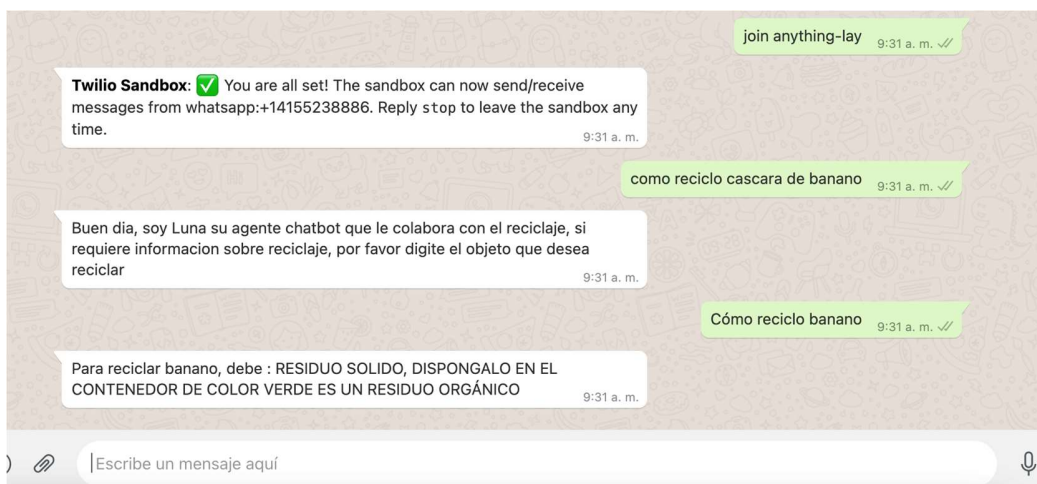 join anything-lay 9:31 a. m.
Twilio Sandbox: ✅ You are all set! The sandbox can now send/receive
messages from whatsapp:+14155238886. Reply stop to leave the sandbox any
time.
9:31 a. m.
como reciclo cascara de banano 9:31 a. m.
Buen dia, soy Luna su agente chatbot que le colabora con el reciclaje, si
requiere informacion sobre reciclaje, por favor digite el objeto que desea
reciclar
9:31 a. m.
Cómo reciclo banano 9:31 a. m.
Para reciclar banano, debe : RESIDUO SOLIDO, DISPONGALO EN EL
CONTENEDOR DE COLOR VERDE ES UN RESIDUO ORGÁNICO
9:31 a. m.
Escribe un mensaje aquí